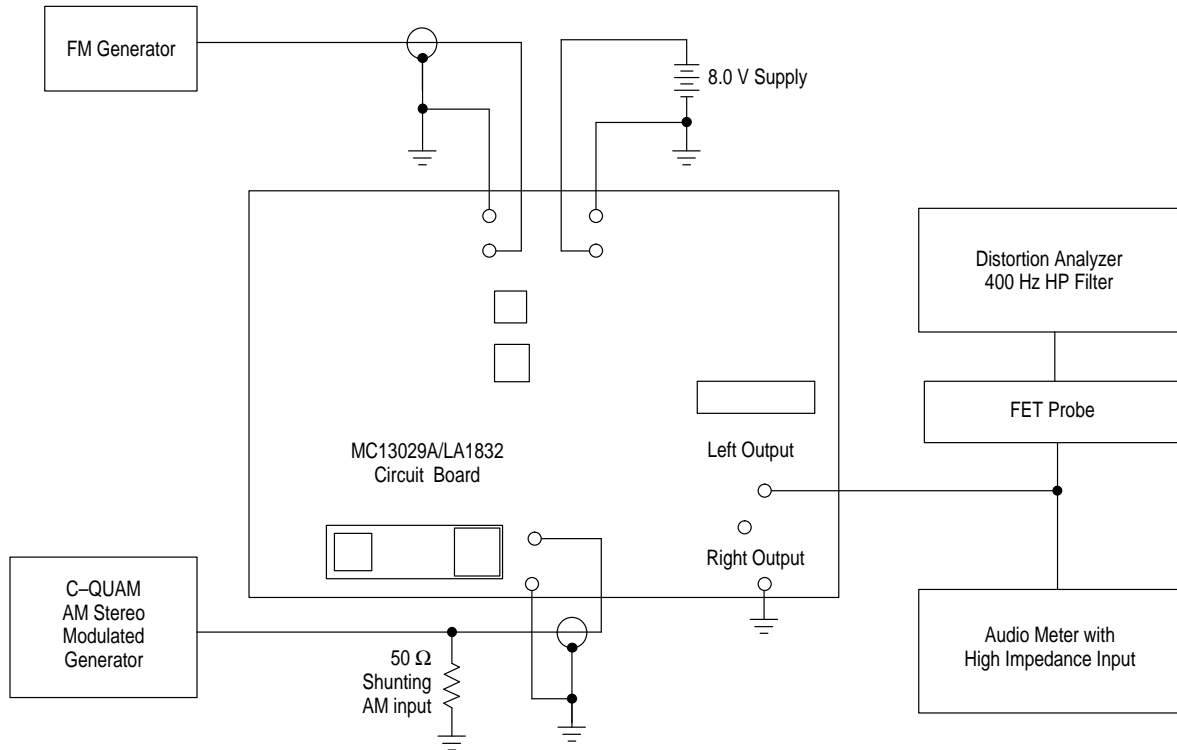 FM Generator
8.0 V Supply
Distortion Analyzer
400 Hz HP Filter
FET Probe
MC13029A/LA1832
Circuit Board
Left Output
Right Output
C–QUAM
AM Stereo
Modulated
Generator
50 Ω
Shunting
AM input
Audio Meter with
High Impedance Input